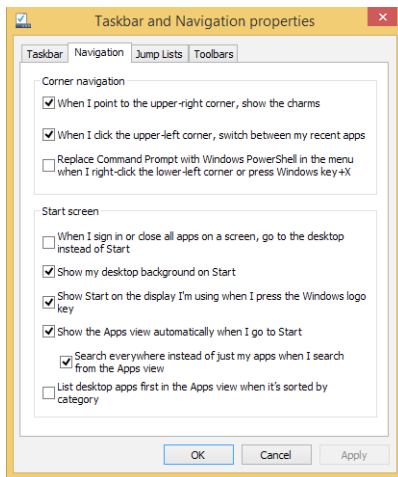 Taskbar and Navigation properties
×
Taskbar Navigation Jump Lists Toolbars
Corner navigation
When I point to the upper-right corner, show the charms
When I click the upper-left corner, switch between my recent apps
Replace Command Prompt with Windows PowerShell in the menu
when I right-click the lower-left corner or press Windows key+X
Start screen
When I sign in or close all apps on a screen, go to the desktop
instead of Start
Show my desktop background on Start
Show Start on the display I'm using when I press the Windows logo
key
Show the Apps view automatically when I go to Start
Search everywhere instead of just my apps when I search
from the Apps view
List desktop apps first in the Apps view when it's sorted by
category
OK Cancel Apply